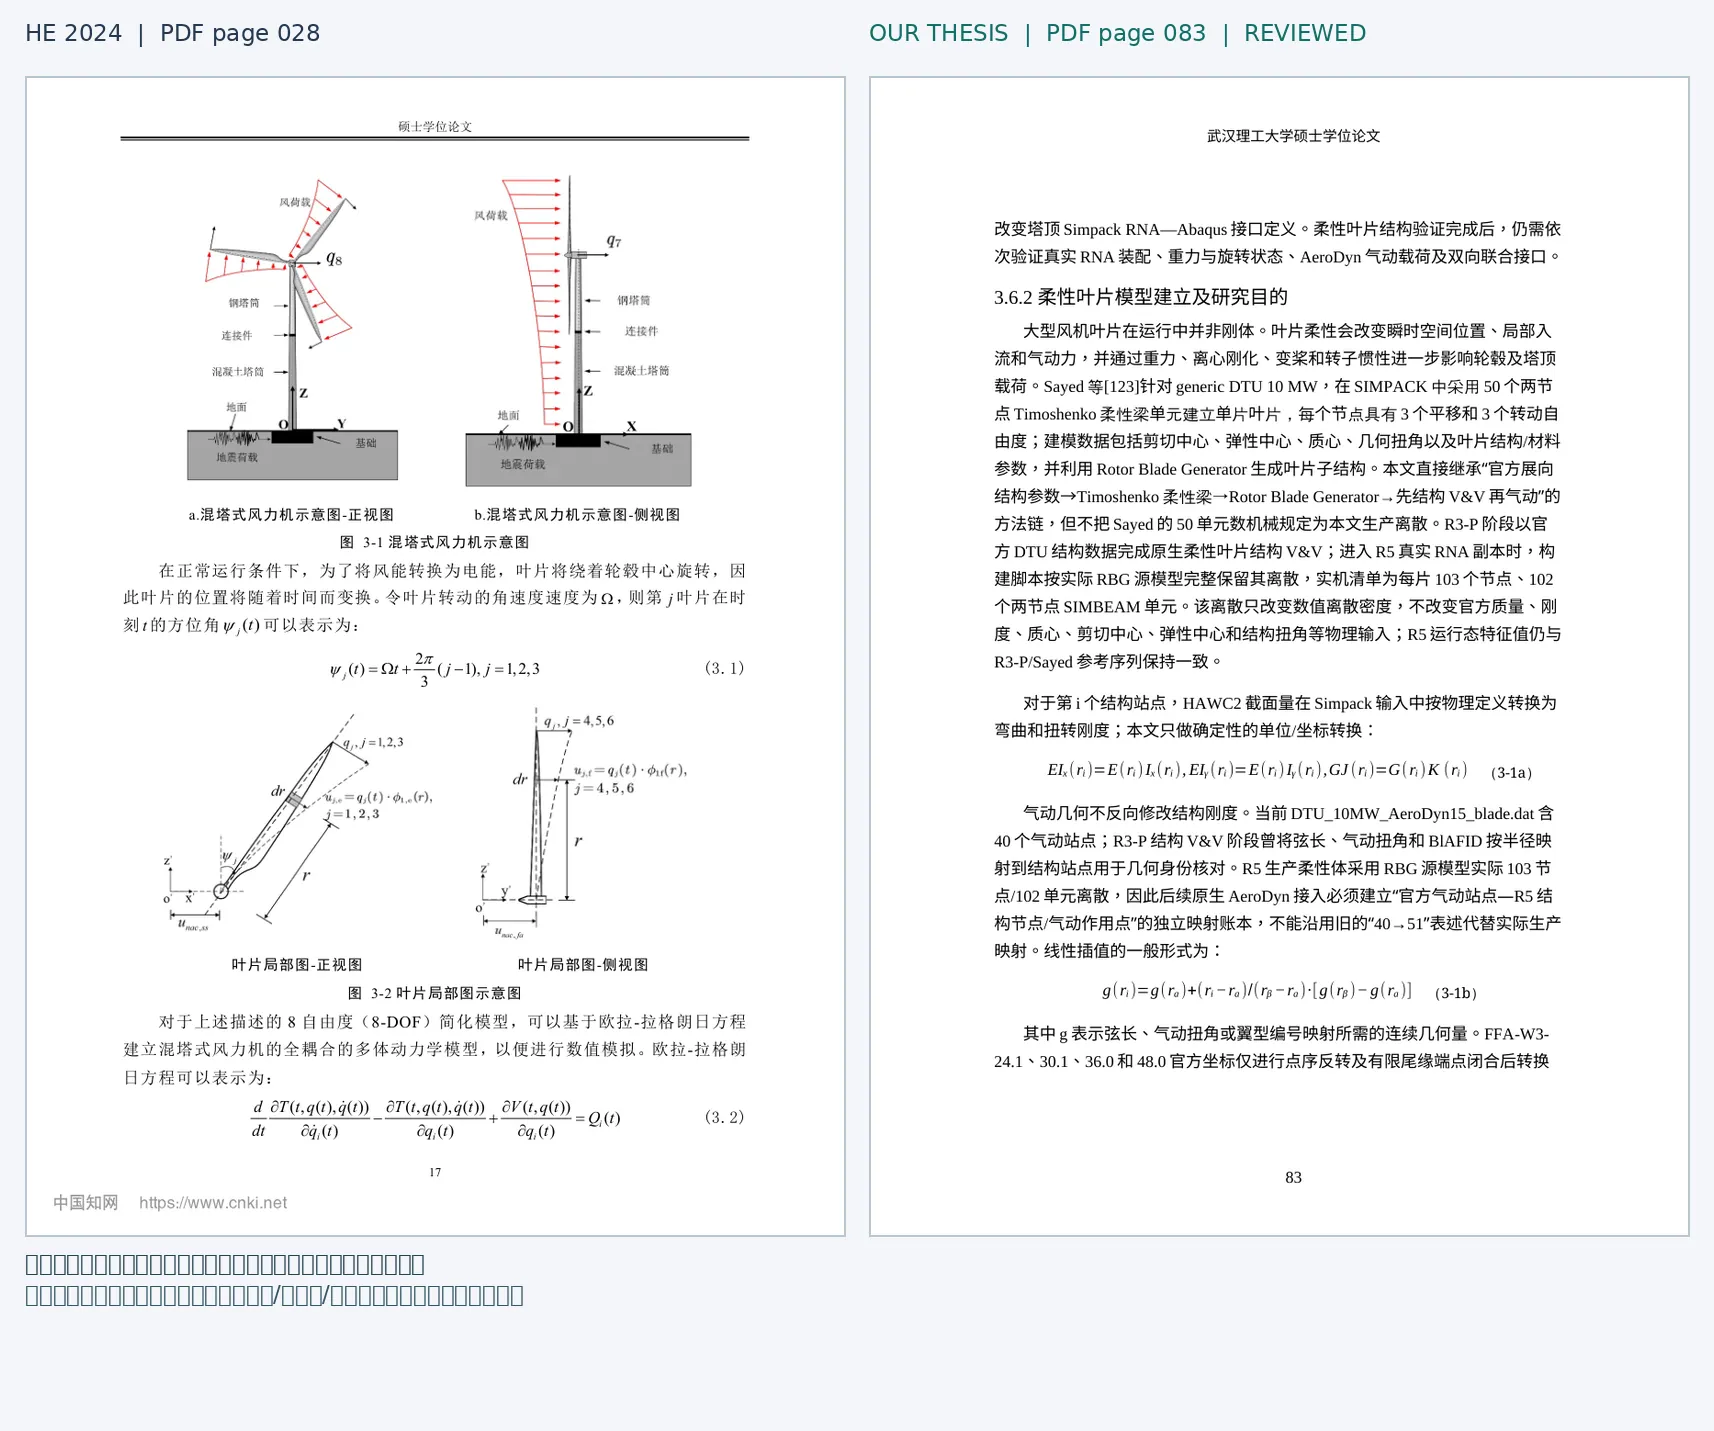 HE 2024 | PDF page 028
硕士学位论文
风荷载
q8
钢塔筒
连接件
混凝土塔筒
Z
地面
O
Y
基础
地震荷载
风荷载
q7
钢塔筒
连接件
混凝土塔筒
Z
地面
O
X
基础
地震荷载
a.混塔式风力机示意图-正视图
b.混塔式风力机示意图-侧视图
图 3-1 混塔式风力机示意图
在正常运行条件下，为了将风能转换为电能，叶片将绕着轮毂中心旋转，因
此叶片的位置将随着时间而变换。令叶片转动的角速度速度为Ω，则第 j 叶片在时
刻 t 的方位角ψj(t)可以表示为：
ψj(t)=Ωt+2π/3(j−1), j=1,2,3 （3.1）
qj, j=1,2,3
dr
uj,e=qj(t)·ϕ1,e(r),
j=1,2,3
ψj
r
z'
o'
x'
unac,ss
qj, j=4,5,6
dr
uj,f=qj(t)·ϕ1f(r),
j=4,5,6
r
z'
y'
o'
unac,fa
叶片局部图-正视图
叶片局部图-侧视图
图 3-2 叶片局部图示意图
对于上述描述的 8 自由度（8-DOF）简化模型，可以基于欧拉-拉格朗日方程
建立混塔式风力机的全耦合的多体动力学模型，以便进行数值模拟。欧拉-拉格朗
日方程可以表示为：
d/dt ∂T(t,q(t),q̇(t))/∂q̇i(t) − ∂T(t,q(t),q̇(t))/∂qi(t) + ∂V(t,q(t))/∂qi(t) = Qi(t) （3.2）
17
中国知网 https://www.cnki.net
OUR THESIS | PDF page 083 | REVIEWED
武汉理工大学硕士学位论文
改变塔顶 Simpack RNA—Abaqus 接口定义。柔性叶片结构验证完成后，仍需依
次验证真实 RNA 装配、重力与旋转状态、AeroDyn 气动载荷及双向联合接口。
3.6.2 柔性叶片模型建立及研究目的
大型风机叶片在运行中并非刚体。叶片柔性会改变瞬时空间位置、局部入
流和气动力，并通过重力、离心刚化、变桨和转子惯性进一步影响轮毂及塔顶
载荷。Sayed 等[123]针对 generic DTU 10 MW，在 SIMPACK 中采用 50 个两节
点 Timoshenko 柔性梁单元建立单片叶片，每个节点具有 3 个平移和 3 个转动自
由度；建模数据包括剪切中心、弹性中心、质心、几何扭角以及叶片结构/材料
参数，并利用 Rotor Blade Generator 生成叶片子结构。本文直接继承“官方展向
结构参数→Timoshenko 柔性梁→Rotor Blade Generator→先结构 V&V 再气动”的
方法链，但不把 Sayed 的 50 单元数机械规定为本文生产离散。R3-P 阶段以官
方 DTU 结构数据完成原生柔性叶片结构 V&V；进入 R5 真实 RNA 副本时，构
建脚本按实际 RBG 源模型完整保留其离散，实机清单为每片 103 个节点、102
个两节点 SIMBEAM 单元。该离散只改变数值离散密度，不改变官方质量、刚
度、质心、剪切中心、弹性中心和结构扭角等物理输入；R5 运行态特征值仍与
R3-P/Sayed 参考序列保持一致。
对于第 i 个结构站点，HAWC2 截面量在 Simpack 输入中按物理定义转换为
弯曲和扭转刚度；本文只做确定性的单位/坐标转换：
EIx(ri)=E(ri)Ix(ri),EIγ(ri)=E(ri)Iγ(ri),GJ(ri)=G(ri)K(ri) （3-1a）
气动几何不反向修改结构刚度。当前 DTU_10MW_AeroDyn15_blade.dat 含
40 个气动站点；R3-P 结构 V&V 阶段曾将弦长、气动扭角和 BlAFID 按半径映
射到结构站点用于几何身份核对。R5 生产柔性体采用 RBG 源模型实际 103 节
点/102 单元离散，因此后续原生 AeroDyn 接入必须建立“官方气动站点—R5 结
构节点/气动作用点”的独立映射账本，不能沿用旧的“40→51”表述代替实际生产
映射。线性插值的一般形式为：
g(ri)=g(ra)+(ri−ra)/(rβ−ra)·[g(rβ)−g(ra)] （3-1b）
其中 g 表示弦长、气动扭角或翼型编号映射所需的连续几何量。FFA-W3-
24.1、30.1、36.0 和 48.0 官方坐标仅进行点序反转及有限尾缘端点闭合后转换
83